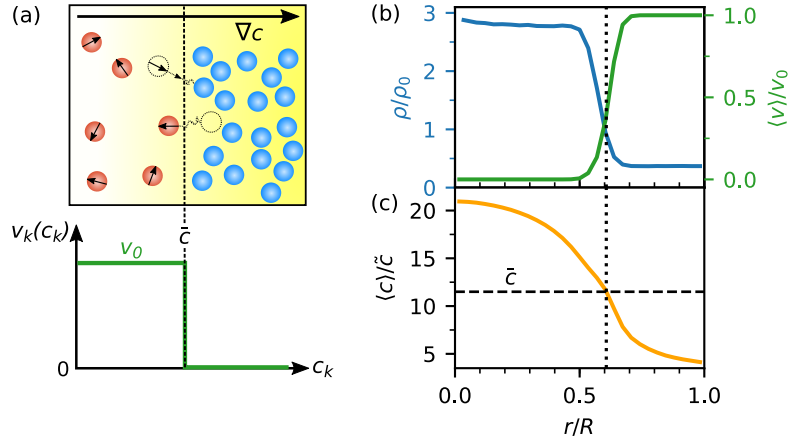 (a)
∇c
v_k(c_k)
v_0
c̄
0
c_k
(b)
3
2
1
0
ρ/ρ_0
1.0
0.5
0.0
⟨v⟩/v_0
(c)
20
15
10
5
⟨c⟩/c̃
c̄
0.0
0.5
1.0
r/R